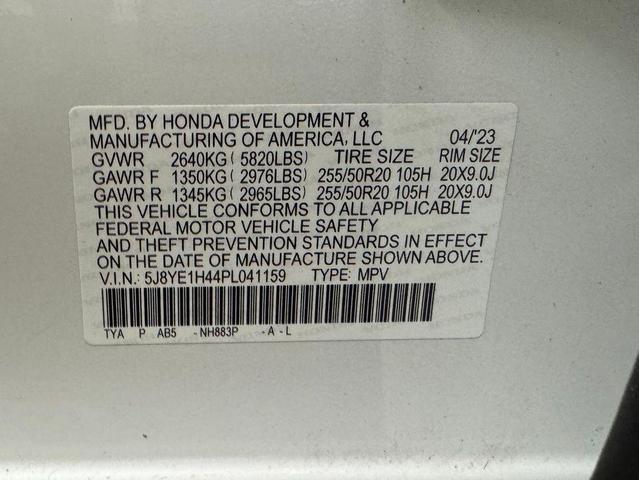 MFD. BY HONDA DEVELOPMENT &
MANUFACTURING OF AMERICA, LLC 04/'23
GVWR 2640KG ( 5820LBS) TIRE SIZE RIM SIZE
GAWR F 1350KG ( 2976LBS) 255/50R20 105H 20X9.0J
GAWR R 1345KG ( 2965LBS) 255/50R20 105H 20X9.0J
THIS VEHICLE CONFORMS TO ALL APPLICABLE
FEDERAL MOTOR VEHICLE SAFETY
AND THEFT PREVENTION STANDARDS IN EFFECT
ON THE DATE OF MANUFACTURE SHOWN ABOVE.
V.I.N.: 5J8YE1H44PL041159 TYPE: MPV
TYA P AB5 -NH883P -A - L